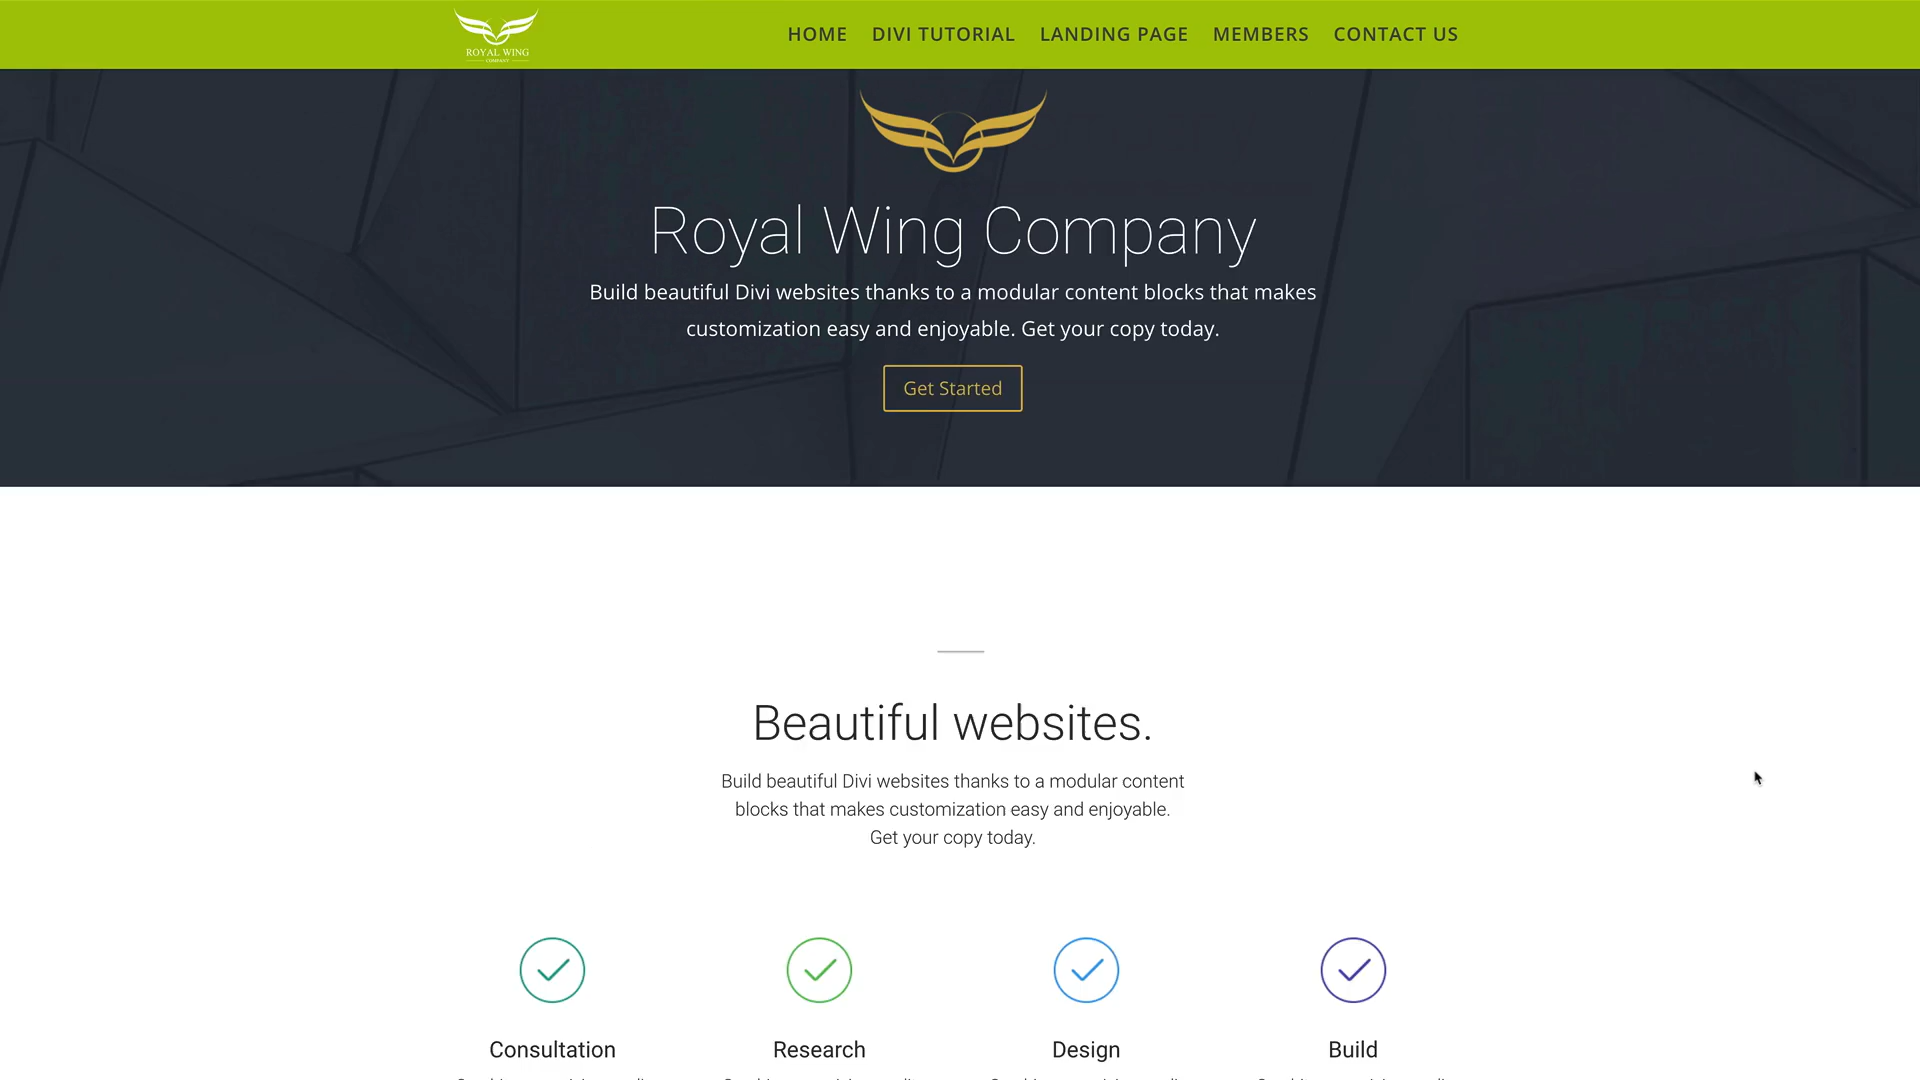 ROYAL WING
COMPANY
HOME DIVI TUTORIAL LANDING PAGE MEMBERS CONTACT US
Royal Wing Company
Build beautiful Divi websites thanks to a modular content blocks that makes
customization easy and enjoyable. Get your copy today.
Get Started
Beautiful websites.
Build beautiful Divi websites thanks to a modular content
blocks that makes customization easy and enjoyable.
Get your copy today.
Consultation Research Design Build